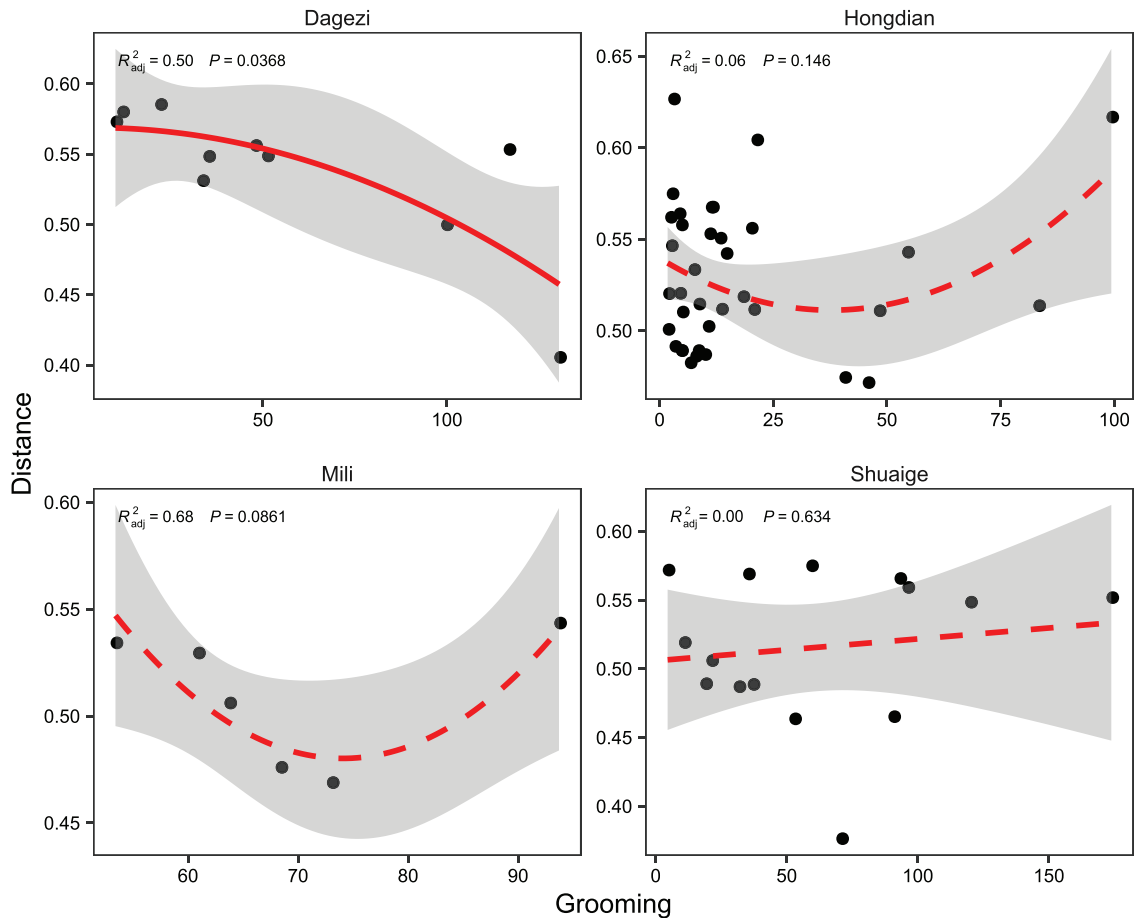 Dagezi
R²adj = 0.50 P = 0.0368
0.60
0.55
0.50
0.45
0.40
50 100
Hongdian
R²adj = 0.06 P = 0.146
0.65
0.60
0.55
0.50
0 25 50 75 100
Distance
Mili
R²adj = 0.68 P = 0.0861
0.60
0.55
0.50
0.45
60 70 80 90
Shuaige
R²adj = 0.00 P = 0.634
0.60
0.55
0.50
0.45
0.40
0 50 100 150
Grooming